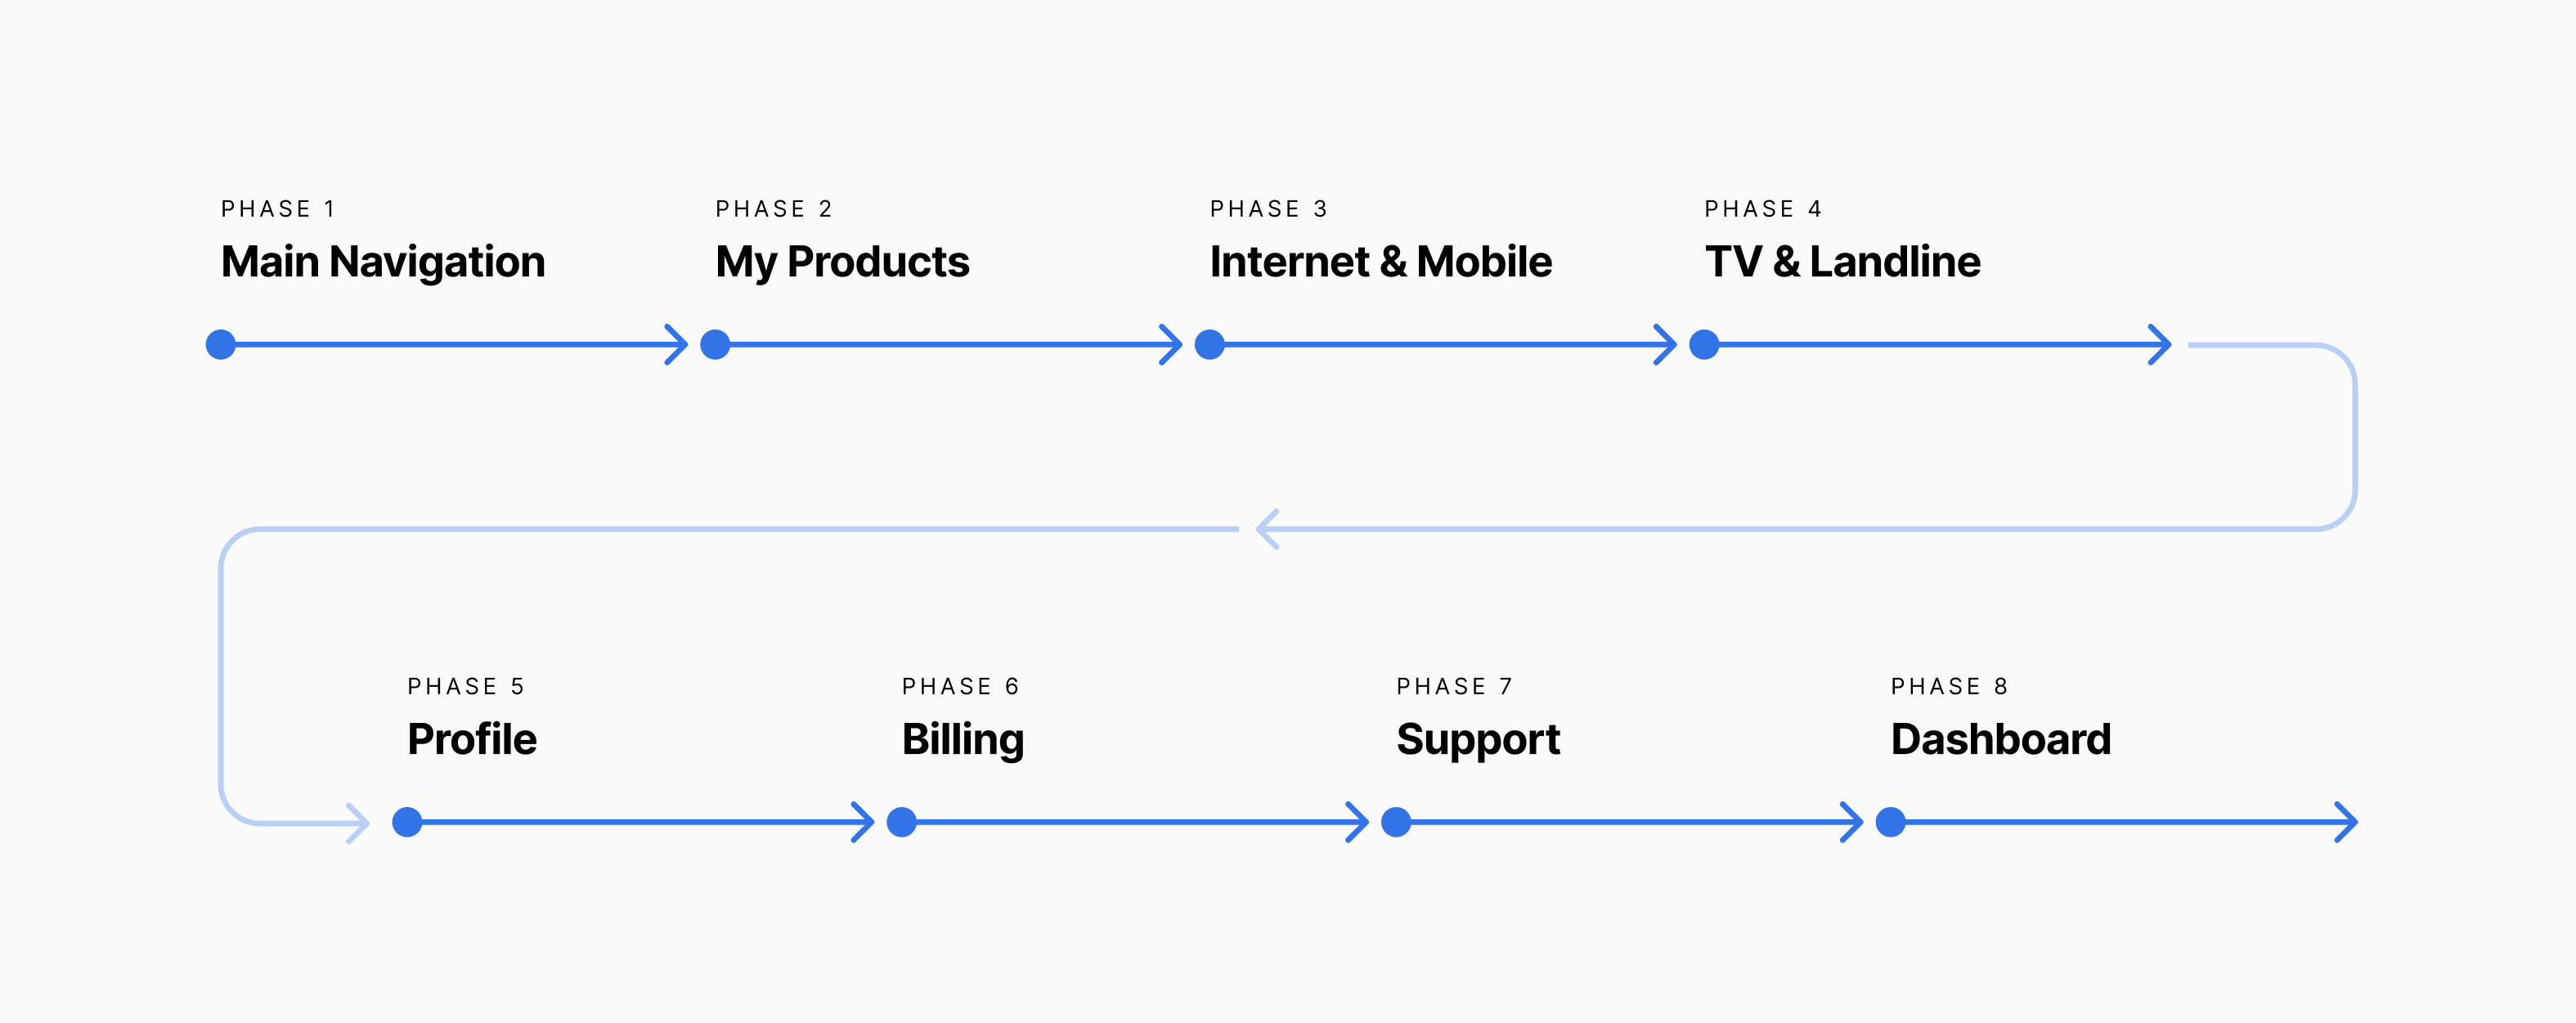 PHASE 1
Main Navigation
PHASE 2
My Products
PHASE 3
Internet & Mobile
PHASE 4
TV & Landline
PHASE 5
Profile
PHASE 6
Billing
PHASE 7
Support
PHASE 8
Dashboard